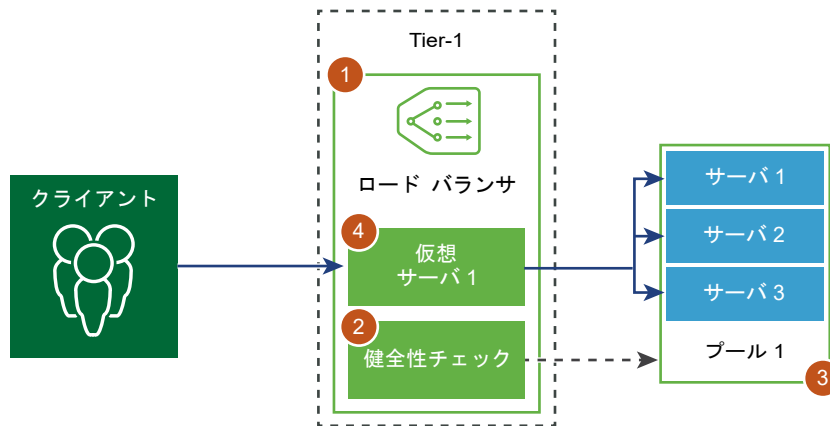 Tier-1
1
ロード バランサ
クライアント
4
仮想
サーバ 1
2
健全性チェック
サーバ 1
サーバ 2
サーバ 3
プール 1
3